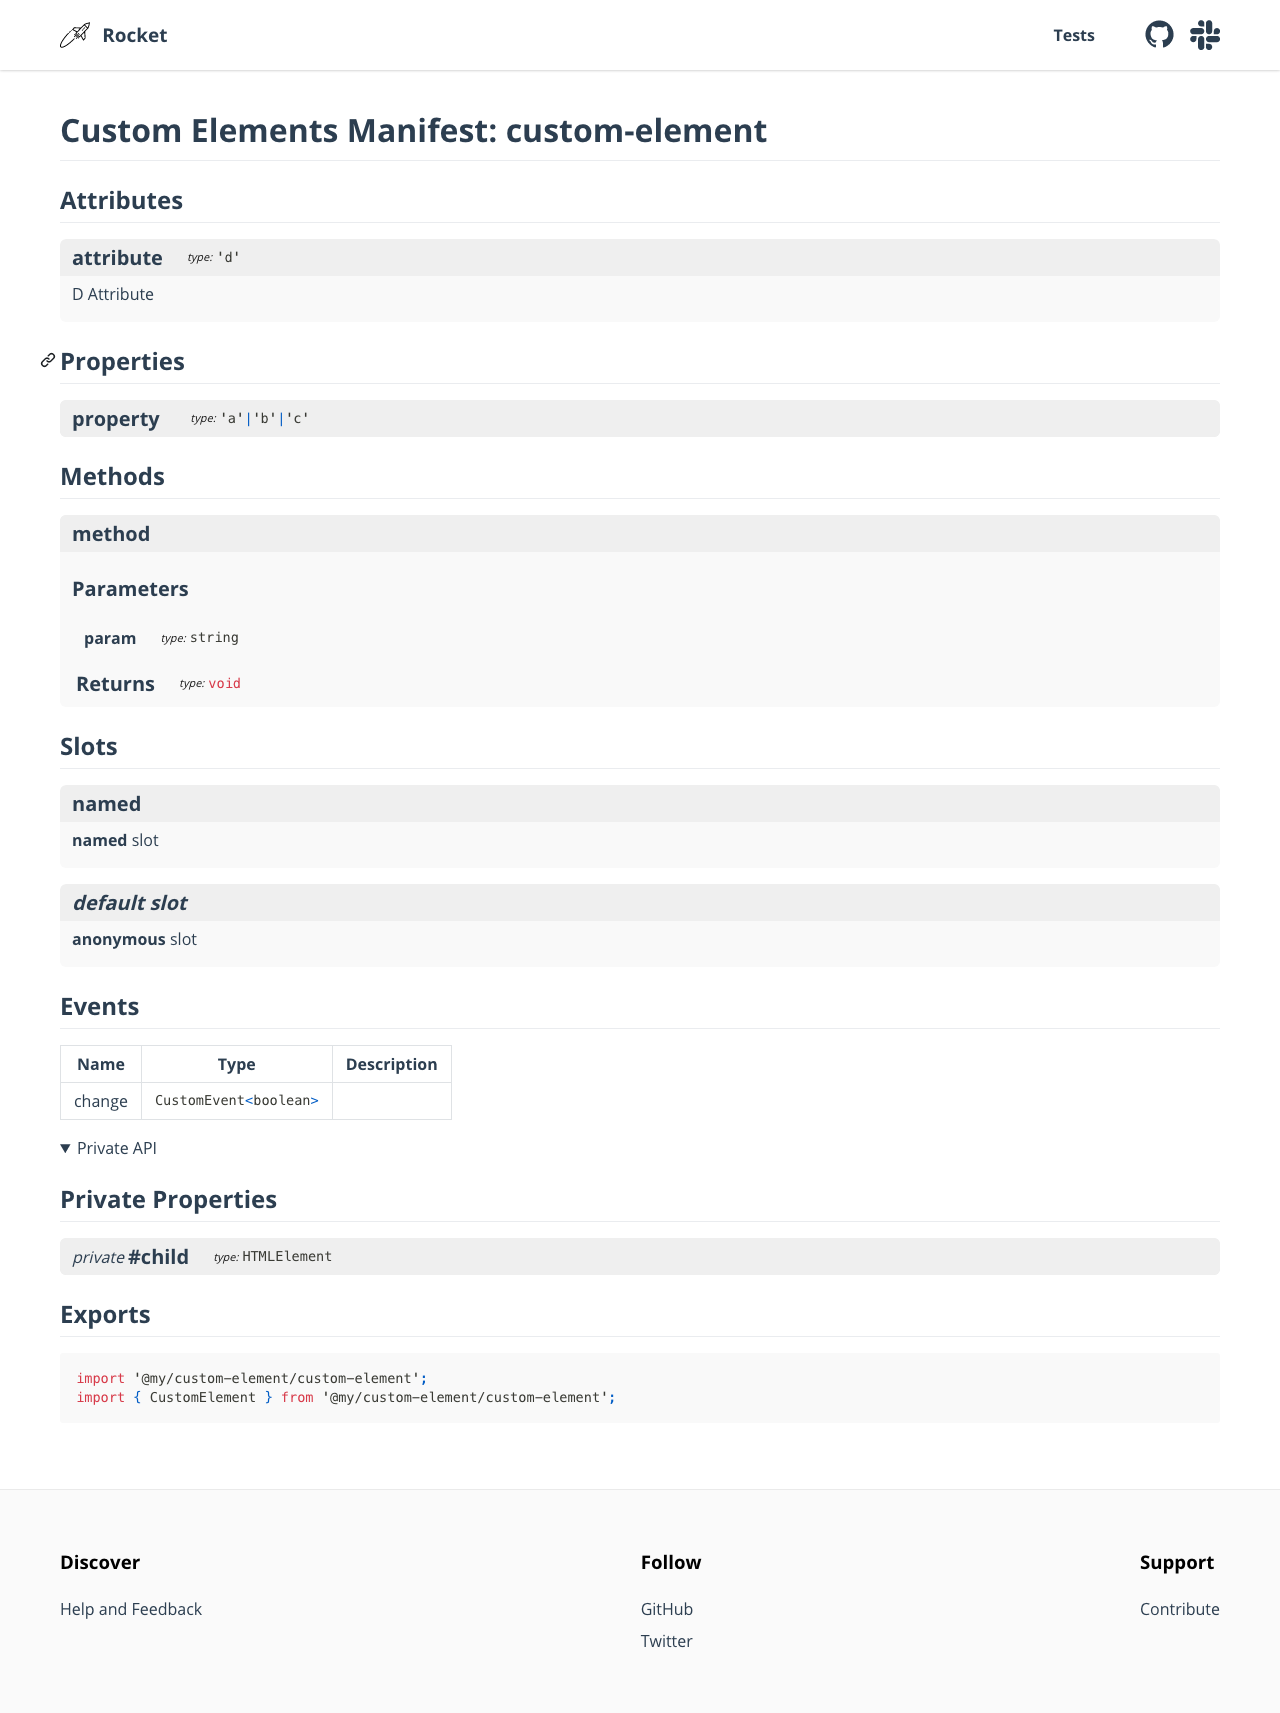 Rocket
Tests
Custom Elements Manifest: custom-element
Attributes
attribute type: 'd'
D Attribute
Properties
property type: 'a'|'b'|'c'
Methods
method
Parameters
param type: string
Returns type: void
Slots
named
named slot
default slot
anonymous slot
Events
Name Type Description
change CustomEvent<boolean>
▼ Private API
Private Properties
private #child type: HTMLElement
Exports
import '@my/custom-element/custom-element';
import { CustomElement } from '@my/custom-element/custom-element';
Discover Follow Support
Help and Feedback GitHub Contribute
Twitter